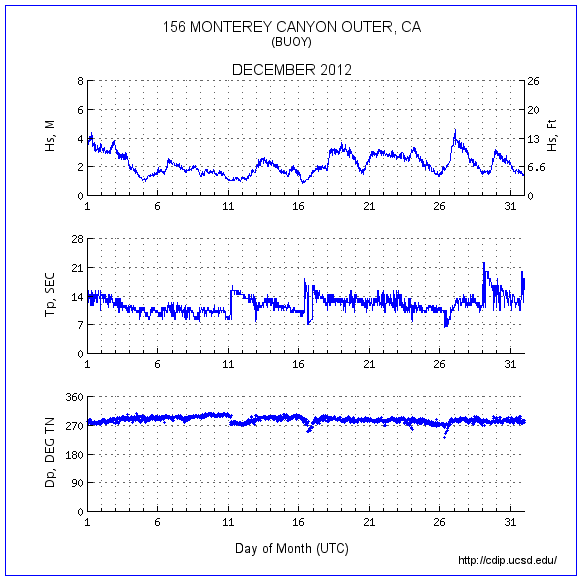 156 MONTEREY CANYON OUTER, CA
(BUOY)
DECEMBER 2012
8 26
6 20
Hs, M 4 13 Hs, Ft
2 6.6
0 0
1 6 11 16 21 26 31
28
21
Tp, SEC 14
7
0
1 6 11 16 21 26 31
360
270
Dp, DEG TN 180
90
0
1 6 11 16 21 26 31
Day of Month (UTC)
http://cdip.ucsd.edu/